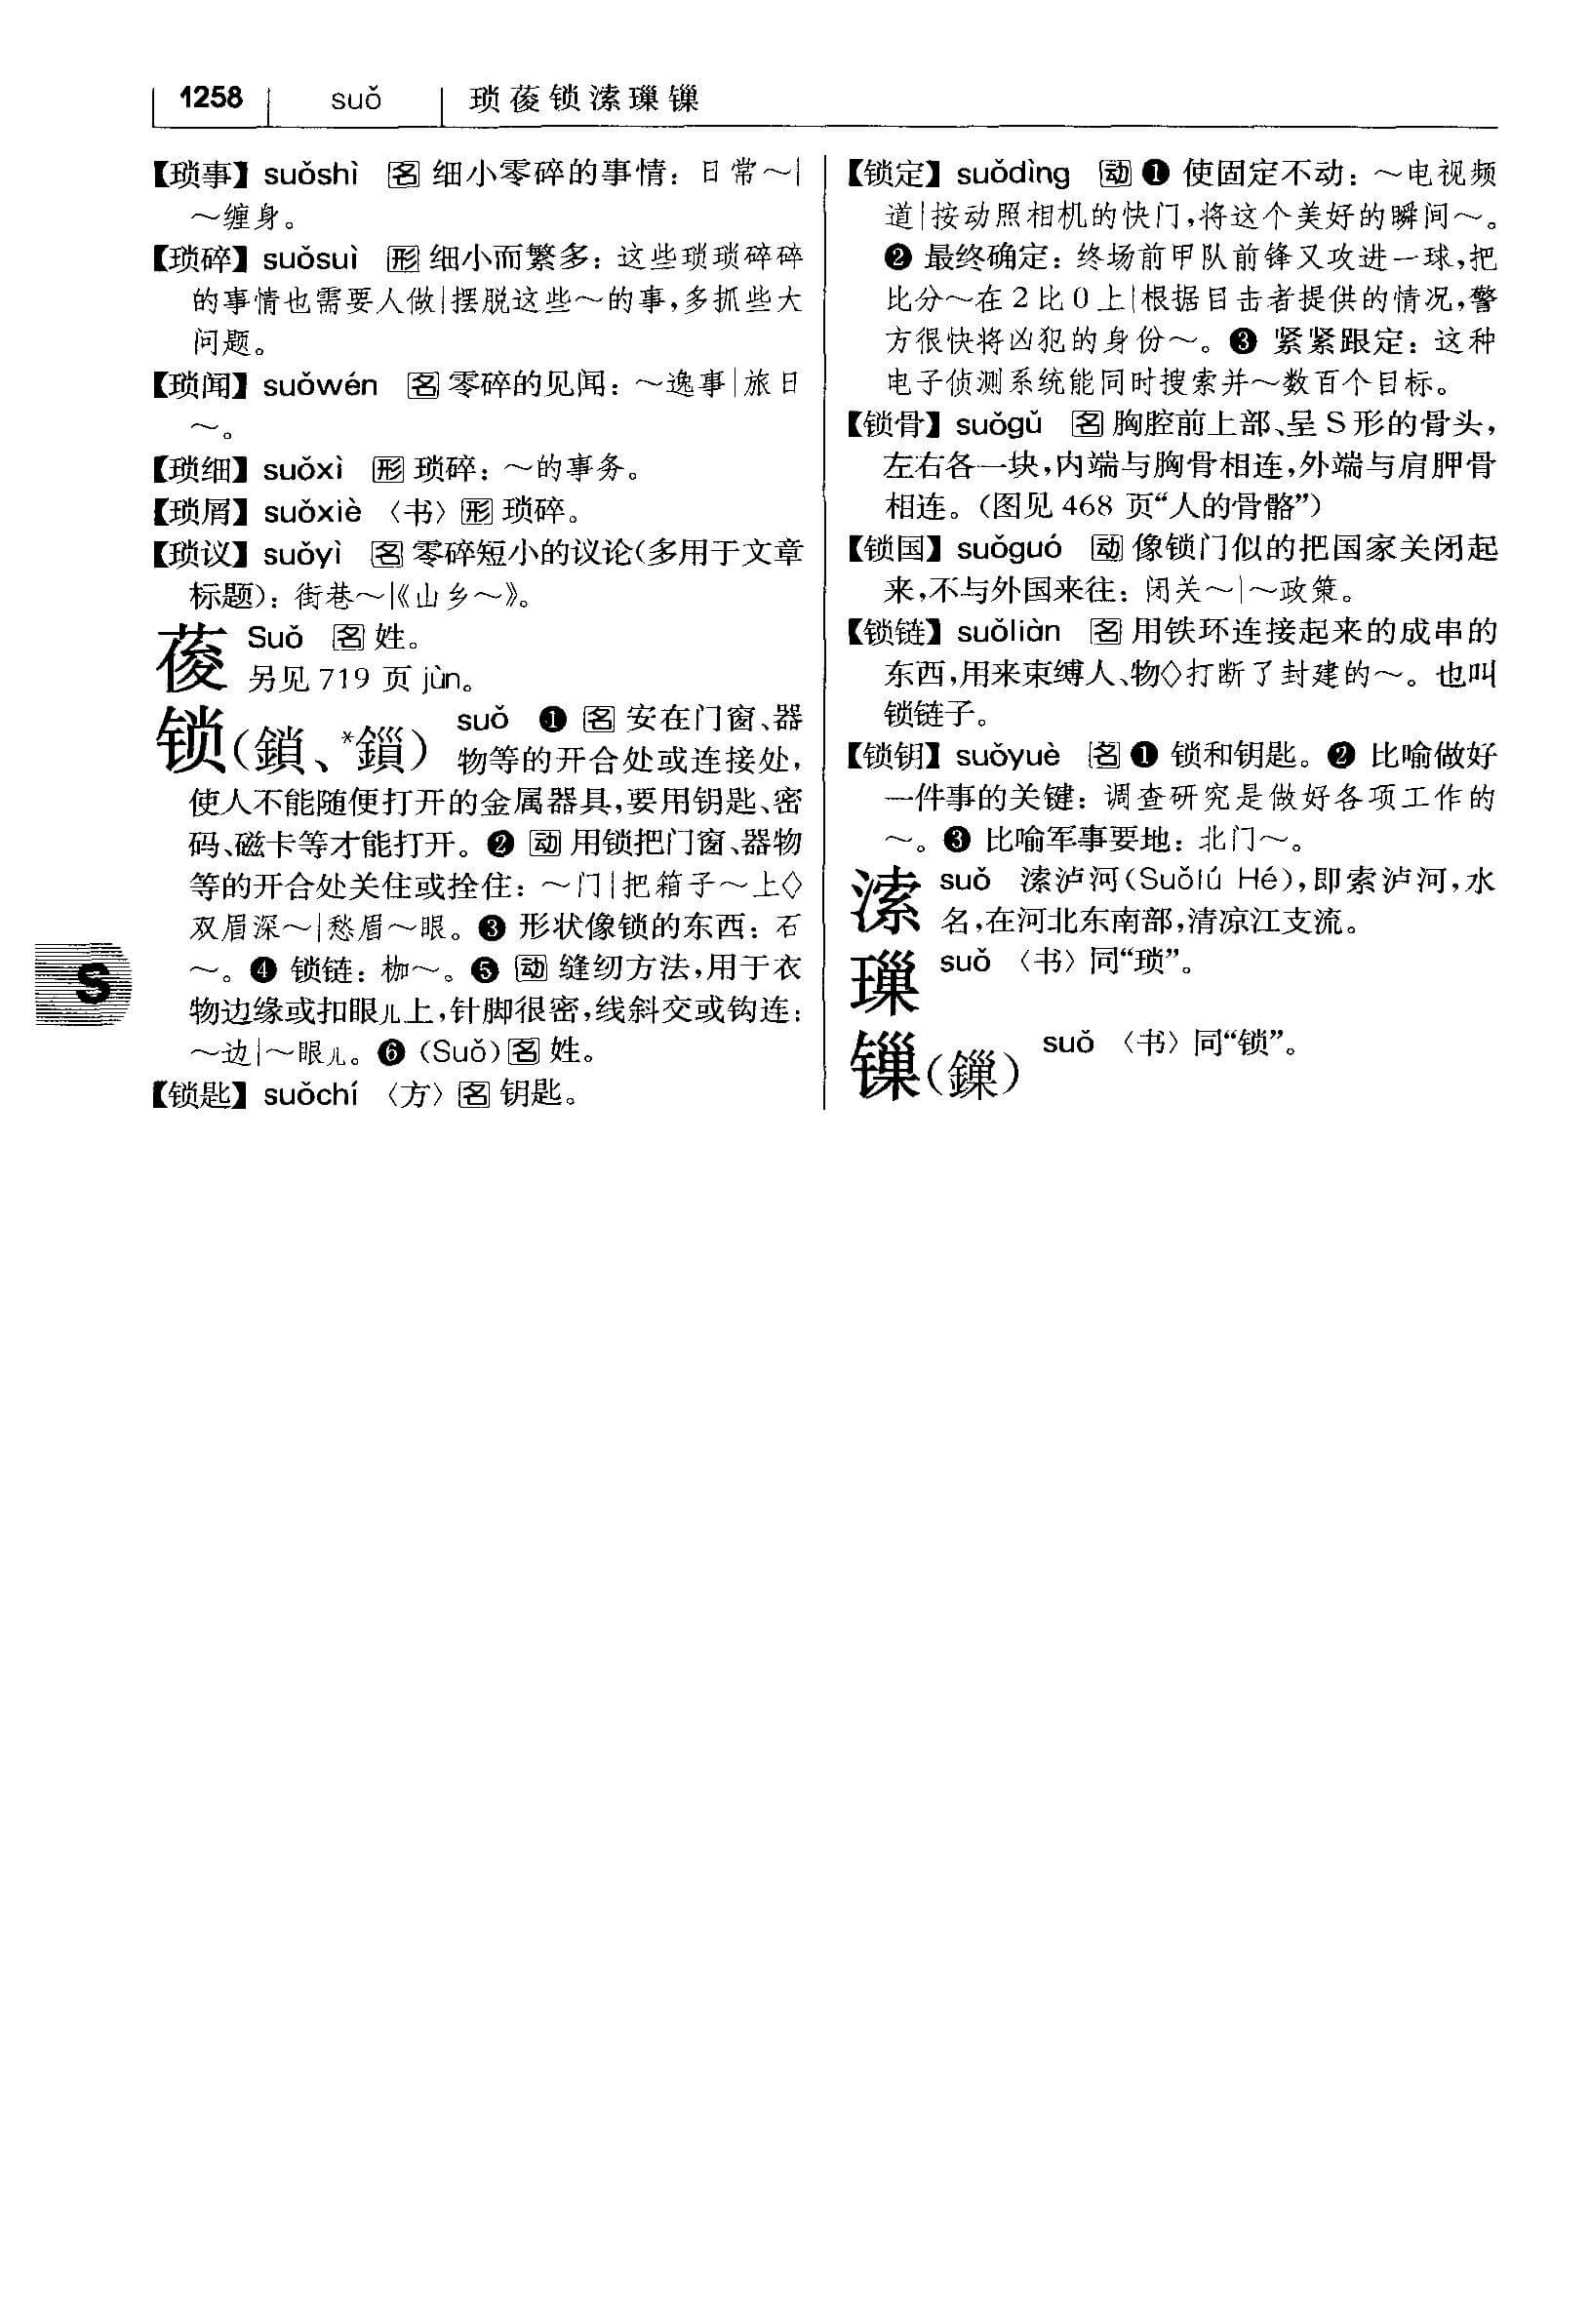 1258 suǒ 琐葰锁溹璅鏁
【琐事】 suǒshì 名 细小零碎的事情：日常～|
～缠身。
【琐碎】 suǒsuì 形 细小而繁多：这些琐琐碎碎
的事情也需要人做|摆脱这些～的事，多抓些大
问题。
【琐闻】 suǒwén 名 零碎的见闻：～逸事|旅日
～。
【琐细】 suǒxì 形 琐碎：～的事务。
【琐屑】 suǒxiè 〈书〉形 琐碎。
【琐议】 suǒyì 名 零碎短小的议论（多用于文章
标题）：街巷～|《山乡～》。
葰 Suǒ 名 姓。
另见 719 页 jùn。
锁（鎖、*鎻） suǒ ❶ 名 安在门窗、器
物等的开合处或连接处，
使人不能随便打开的金属器具，要用钥匙、密
码、磁卡等才能打开。❷ 动 用锁把门窗、器物
等的开合处关住或拴住：～门|把箱子～上◇
双眉深～|愁眉～眼。❸ 形状像锁的东西：石
～。❹ 锁链：枷～。❺ 动 缝纫方法，用于衣
物边缘或扣眼儿上，针脚很密，线斜交或钩连：
～边|～眼儿。❻ （Suǒ）名 姓。
【锁匙】 suǒchí 〈方〉名 钥匙。
【锁定】 suǒdìng 动 ❶ 使固定不动：～电视频
道|按动照相机的快门，将这个美好的瞬间～。
❷ 最终确定：终场前甲队前锋又攻进一球，把
比分～在 2 比 0 上|根据目击者提供的情况，警
方很快将凶犯的身份～。❸ 紧紧跟定：这种
电子侦测系统能同时搜索并～数百个目标。
【锁骨】 suǒgǔ 名 胸腔前上部、呈 S 形的骨头，
左右各一块，内端与胸骨相连，外端与肩胛骨
相连。（图见 468 页“人的骨骼”）
【锁国】 suǒguó 动 像锁门似的把国家关闭起
来，不与外国来往：闭关～|～政策。
【锁链】 suǒliàn 名 用铁环连接起来的成串的
东西，用来束缚人、物◇打断了封建的～。也叫
锁链子。
【锁钥】 suǒyuè 名 ❶ 锁和钥匙。❷ 比喻做好
一件事的关键：调查研究是做好各项工作的
～。❸ 比喻军事要地：北门～。
溹 suǒ 溹泸河（Suǒlú Hé），即索泸河，水
名，在河北东南部，清凉江支流。
璅 suǒ 〈书〉同“琐”。
鏁（鏁） suǒ 〈书〉同“锁”。
S